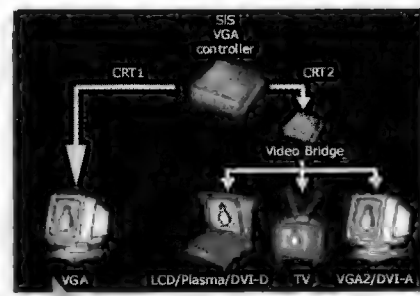 SiS
VGA
controller
CRT1
CRT2
Video Bridge
VGA
LCD/Plasma/DVI-D
TV
VGA2/DVI-A